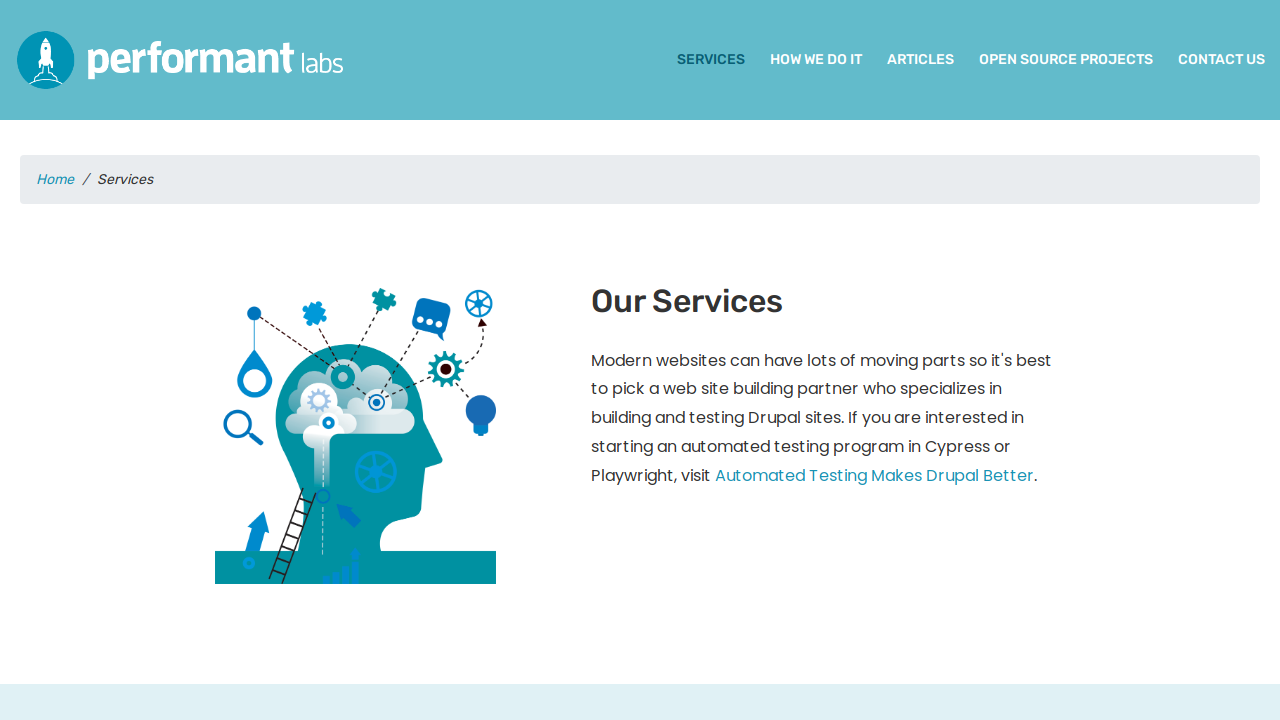 performant labs
SERVICES HOW WE DO IT ARTICLES OPEN SOURCE PROJECTS CONTACT US
Home / Services
Our Services
Modern websites can have lots of moving parts so it's best
to pick a web site building partner who specializes in
building and testing Drupal sites. If you are interested in
starting an automated testing program in Cypress or
Playwright, visit Automated Testing Makes Drupal Better.